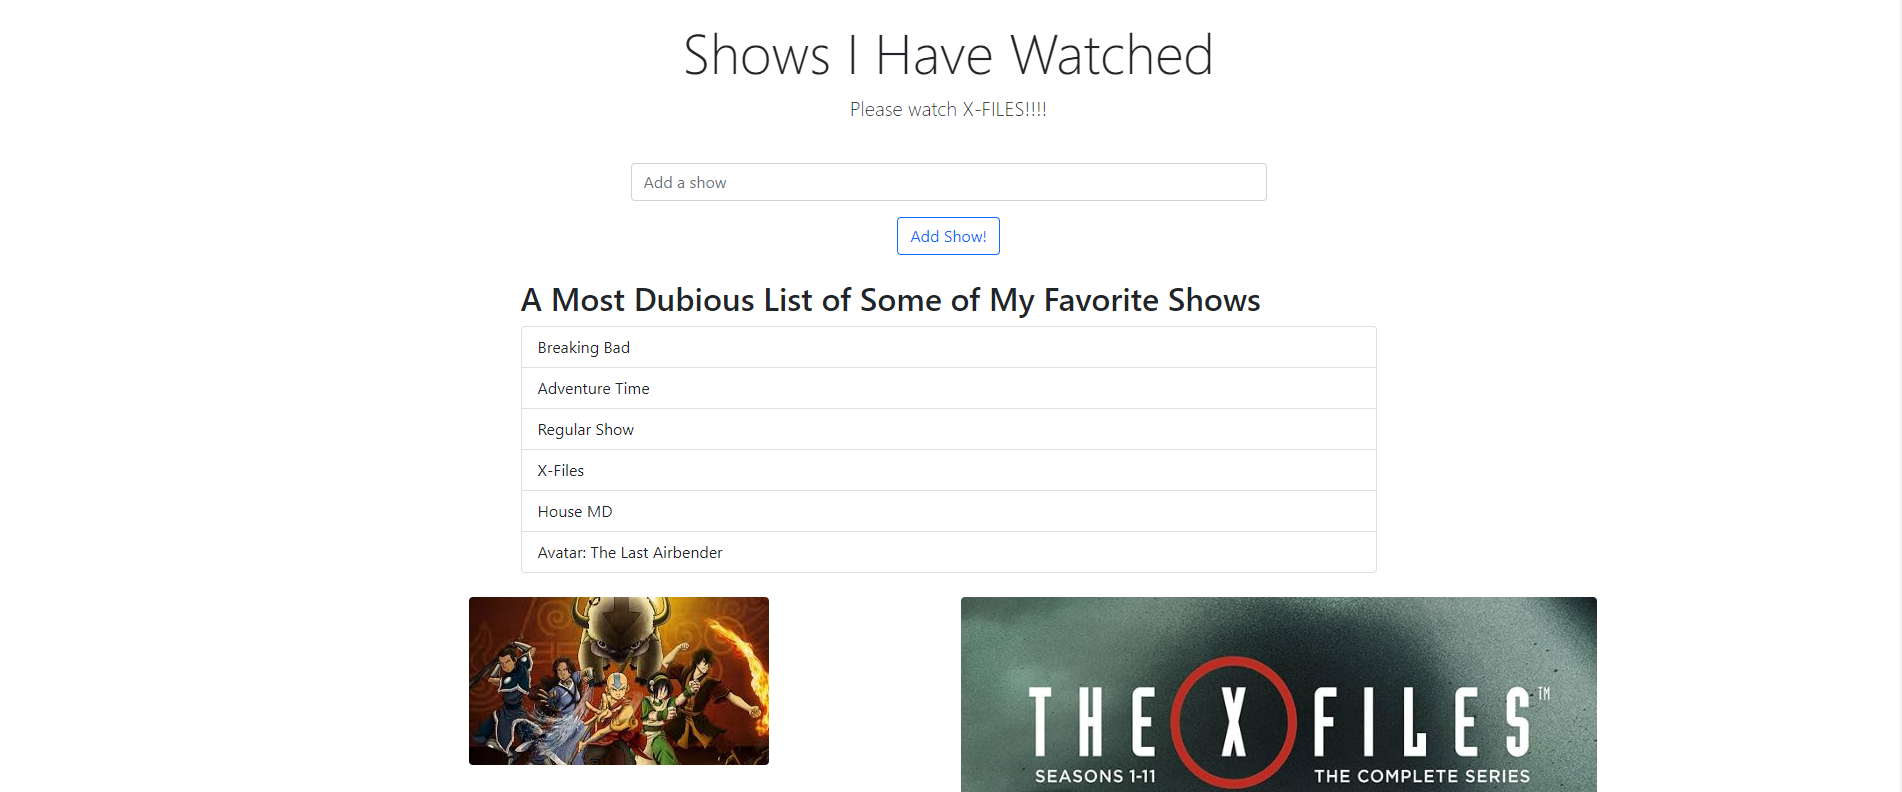 Shows I Have Watched
Please watch X-FILES!!!!
Add a show
Add Show!
A Most Dubious List of Some of My Favorite Shows
Breaking Bad
Adventure Time
Regular Show
X-Files
House MD
Avatar: The Last Airbender
THE X FILES™
SEASONS 1-11 THE COMPLETE SERIES